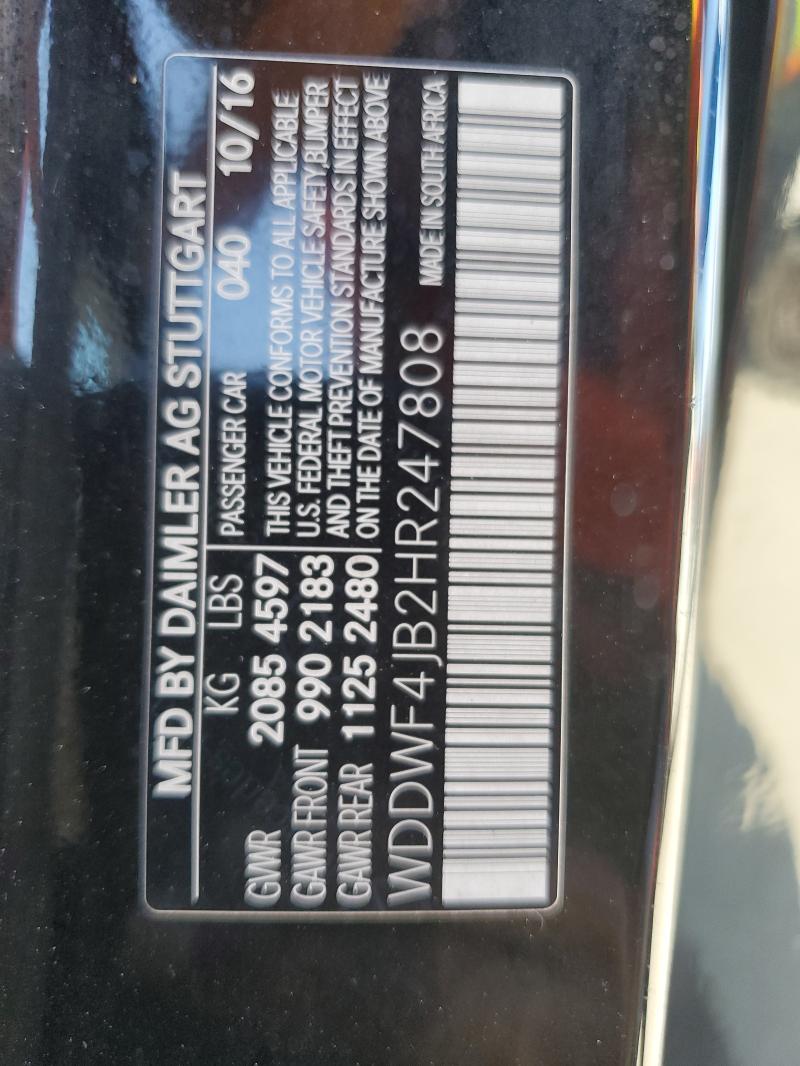 MFD BY DAIMLER AG STUTTGART
KG LBS
GWR 2085 4597
GAWR FRONT 990 2183
GAWR REAR 1125 2480
PASSENGER CAR 040 10/16
THIS VEHICLE CONFORMS TO ALL APPLICABLE
U.S. FEDERAL MOTOR VEHICLE SAFETY,BUMPER
AND THEFT PREVENTION STANDARDS IN EFFECT
ON THE DATE OF MANUFACTURE SHOWN ABOVE
WDDWF4JB2HR247808 MADE IN SOUTH AFRICA